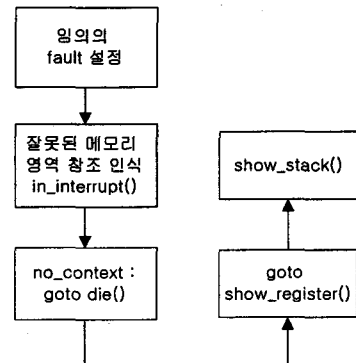 임의의
fault 설정
잘못된 메모리
영역 참조 인식
in_interrupt()
no_context :
goto die()
show_stack()
goto
show_register()